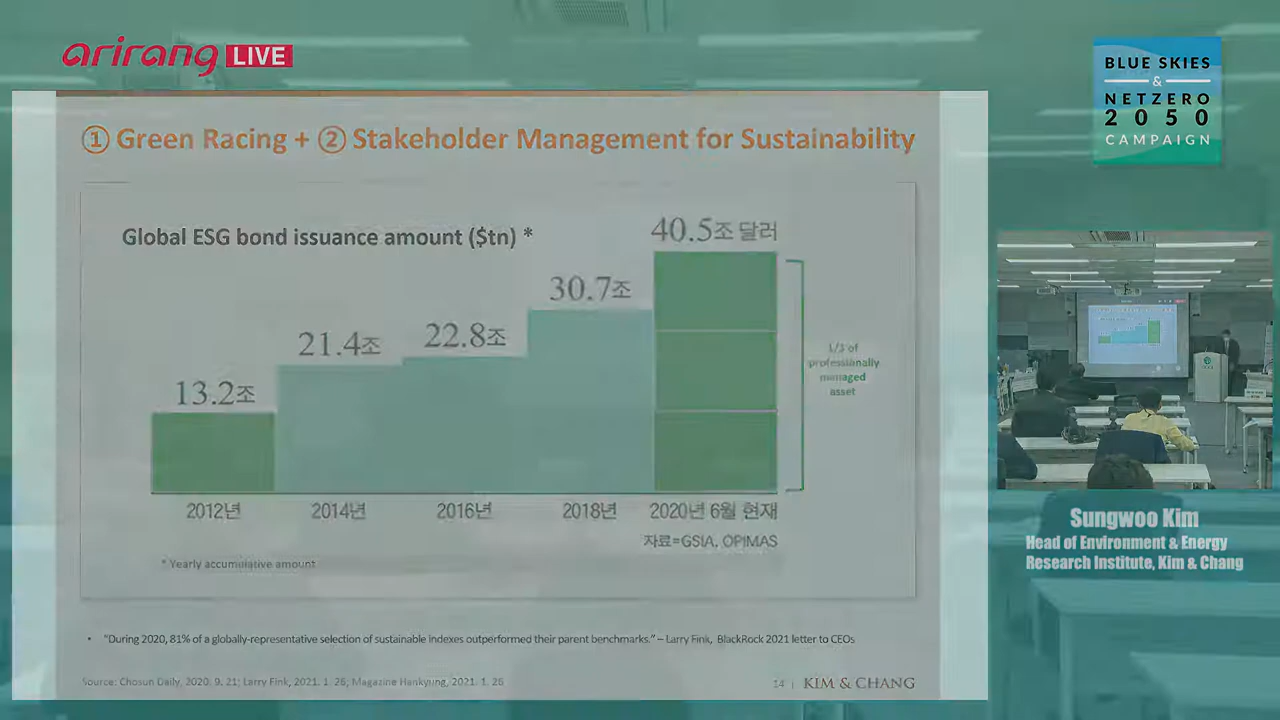 arirang LIVE
BLUE SKIES
&
NETZERO
2050
CAMPAIGN
① Green Racing + ② Stakeholder Management for Sustainability
Global ESG bond issuance amount ($tn) *
40.5조 달러
30.7조
22.8조
21.4조
13.2조
1/3 of
professionally
managed
asset
2012년 2014년 2016년 2018년 2020년 6월 현재
자료=GSIA, OPIMAS
* Yearly accumulative amount
• "During 2020, 81% of a globally-representative selection of sustainable indexes outperformed their parent benchmarks." – Larry Fink, BlackRock 2021 letter to CEOs
Source: Chosun Daily, 2020. 9. 21; Larry Fink, 2021. 1. 26; Magazine Hankyung, 2021. 1. 26
14 | KIM & CHANG
Sungwoo Kim
Head of Environment & Energy
Research Institute, Kim & Chang